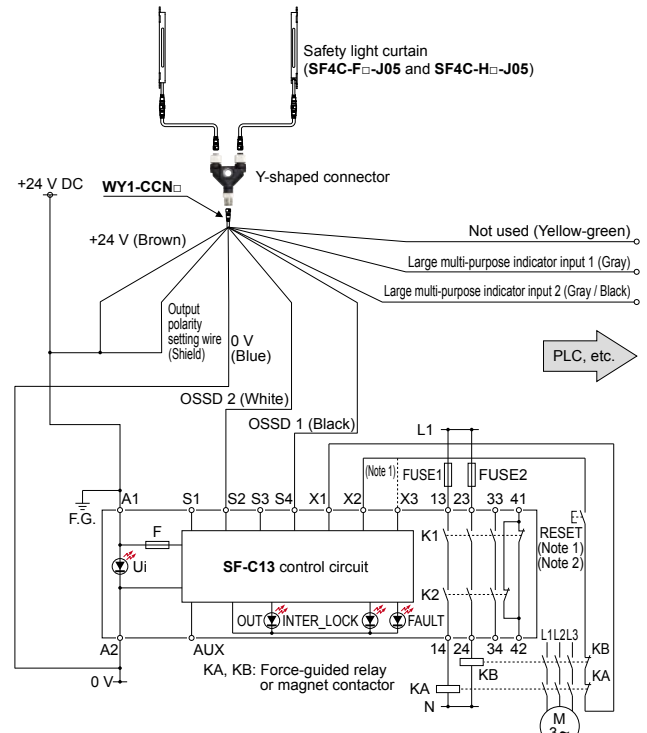 Safety light curtain
(SF4C-F□-J05 and SF4C-H□-J05)
Y-shaped connector
+24 V DC
WY1-CCN□
+24 V (Brown)
Not used (Yellow-green)
Large multi-purpose indicator input 1 (Gray)
Large multi-purpose indicator input 2 (Gray / Black)
Output
polarity
setting wire
(Shield)
0 V
(Blue)
PLC, etc.
OSSD 2 (White)
OSSD 1 (Black)
L1
(Note 1)
FUSE1
FUSE2
F.G.
A1
S1
S2
S3
S4
X1
X2
X3
13
23
33
41
F
K1
RESET
(Note 1)
(Note 2)
Ui
SF-C13 control circuit
K2
OUT
INTER_LOCK
FAULT
A2
AUX
14
24
34
42
L1
L2
L3
KA, KB: Force-guided relay
or magnet contactor
KB
KB
KA
KA
0 V
N
M
3~